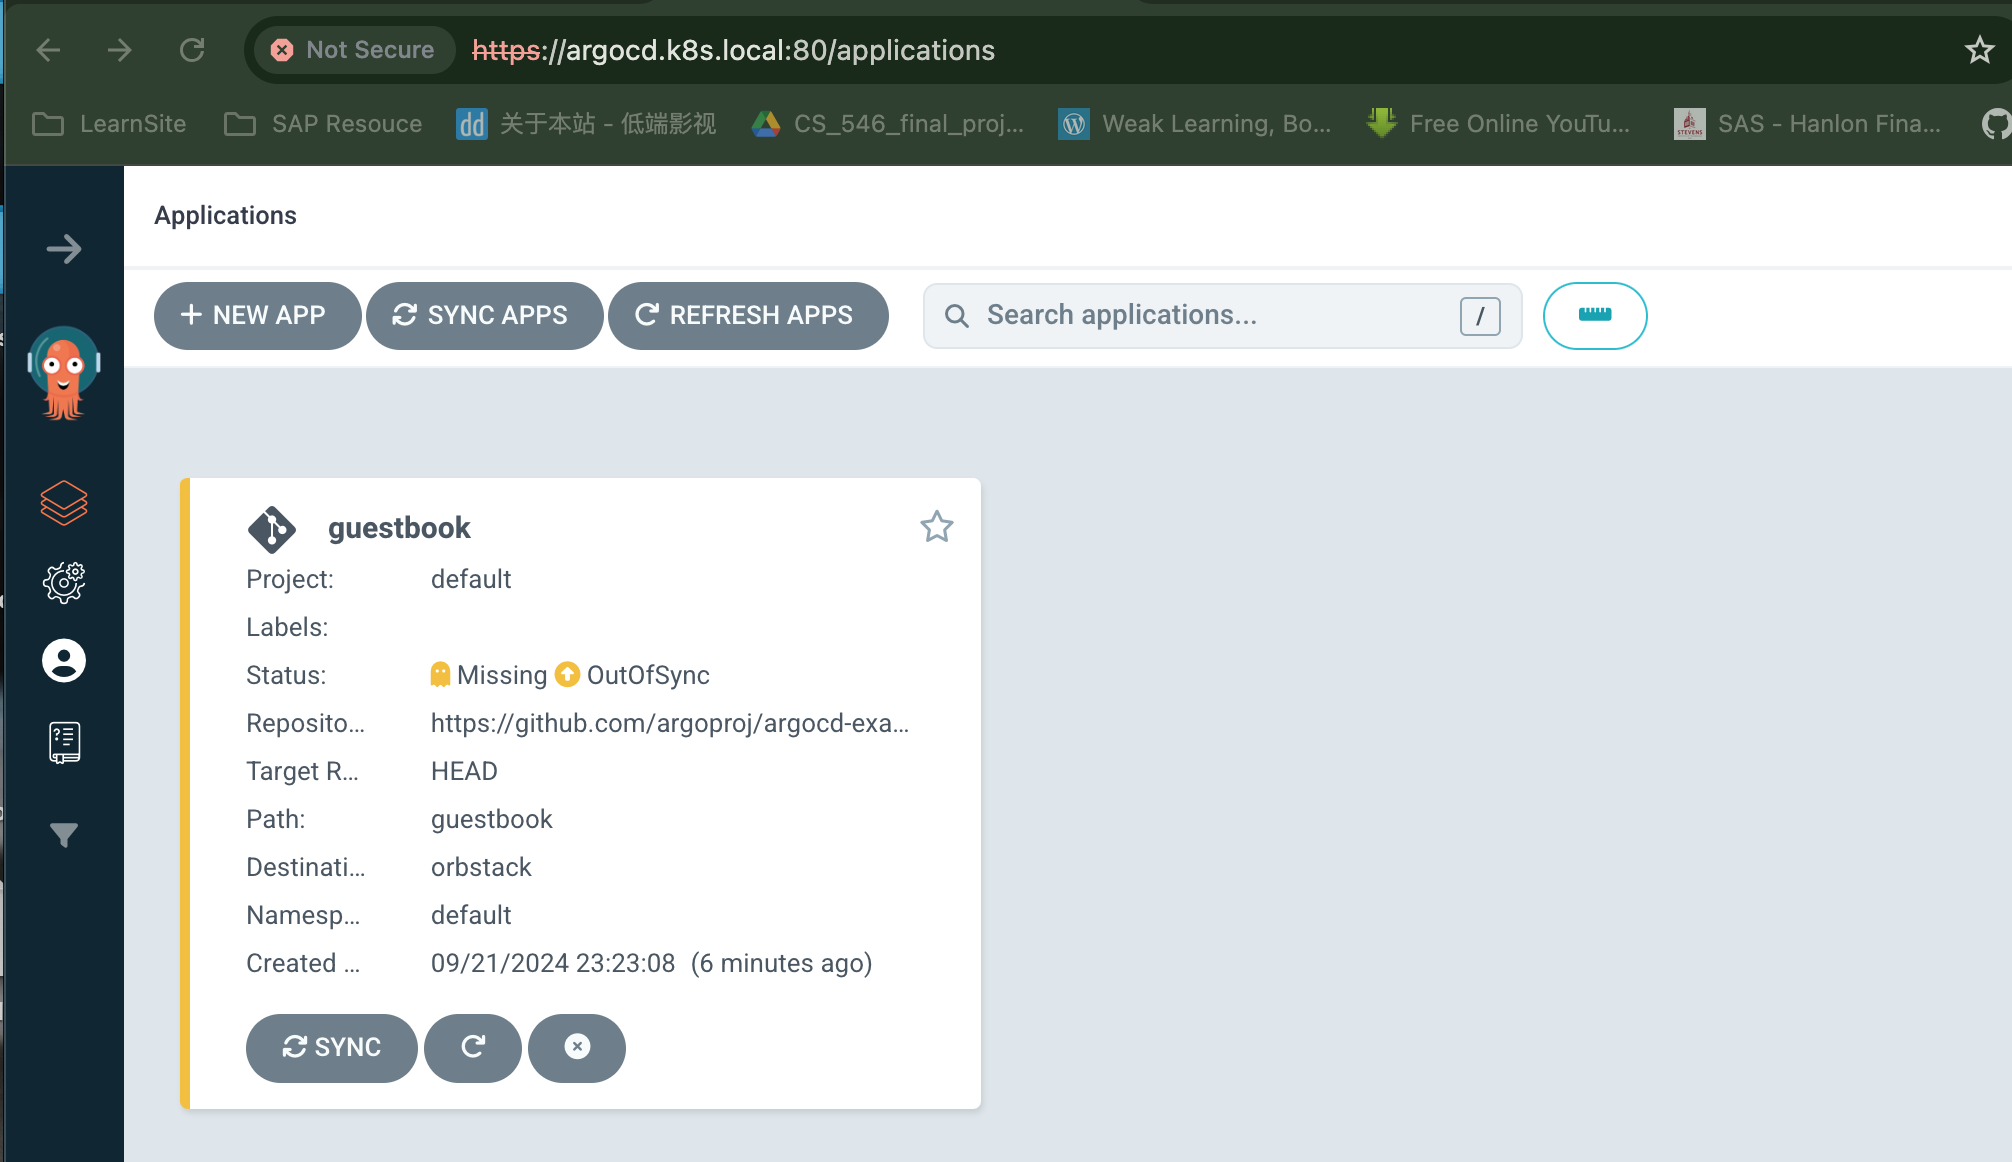 Not Secure https://argocd.k8s.local:80/applications
LearnSite SAP Resouce dd 关于本站 - 低端影视 CS_546_final_proj... Weak Learning, Bo... Free Online YouTu... STEVENS SAS - Hanlon Fina...
Applications
NEW APP SYNC APPS REFRESH APPS Search applications... /
guestbook
Project: default
Labels:
Status: Missing OutOfSync
Reposito... https://github.com/argoproj/argocd-exa...
Target R... HEAD
Path: guestbook
Destinati... orbstack
Namesp... default
Created ... 09/21/2024 23:23:08 (6 minutes ago)
SYNC